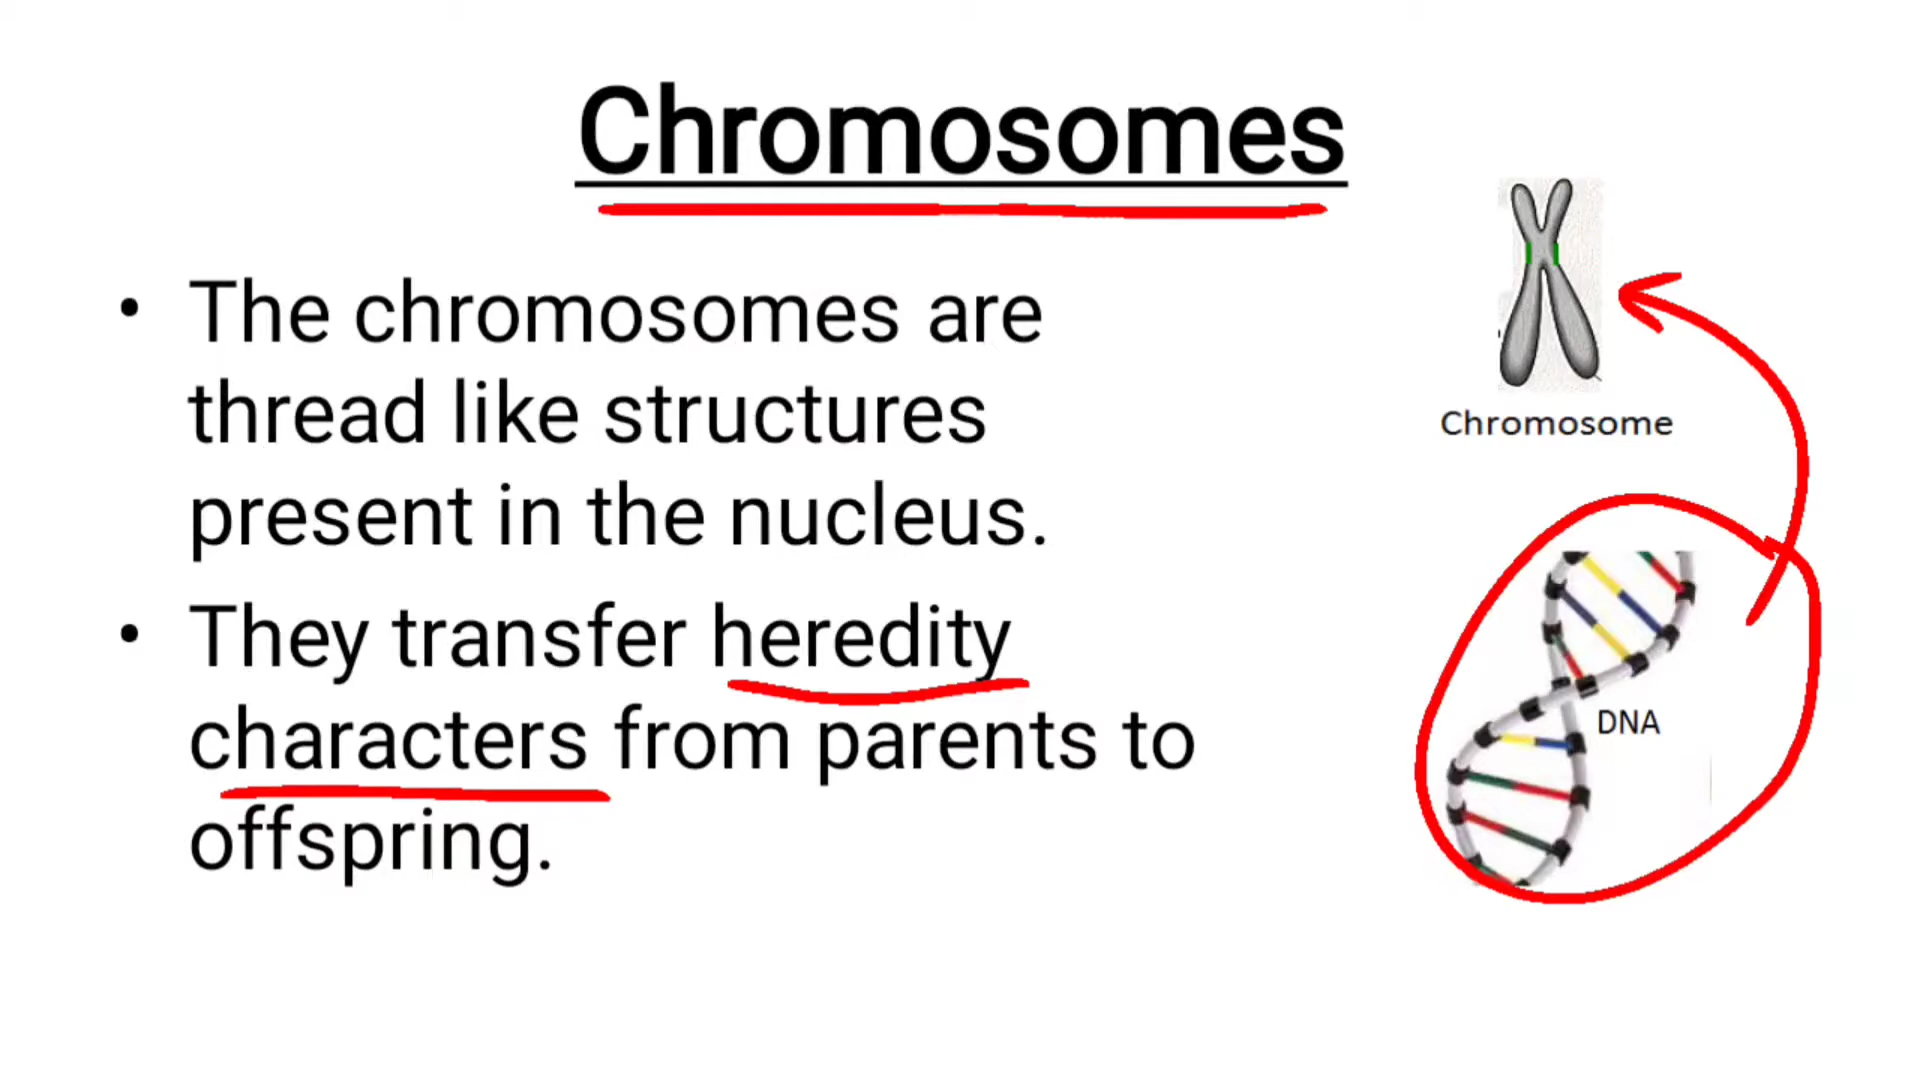 Chromosomes
• The chromosomes are
thread like structures
present in the nucleus.
• They transfer heredity
characters from parents to
offspring.
Chromosome
DNA